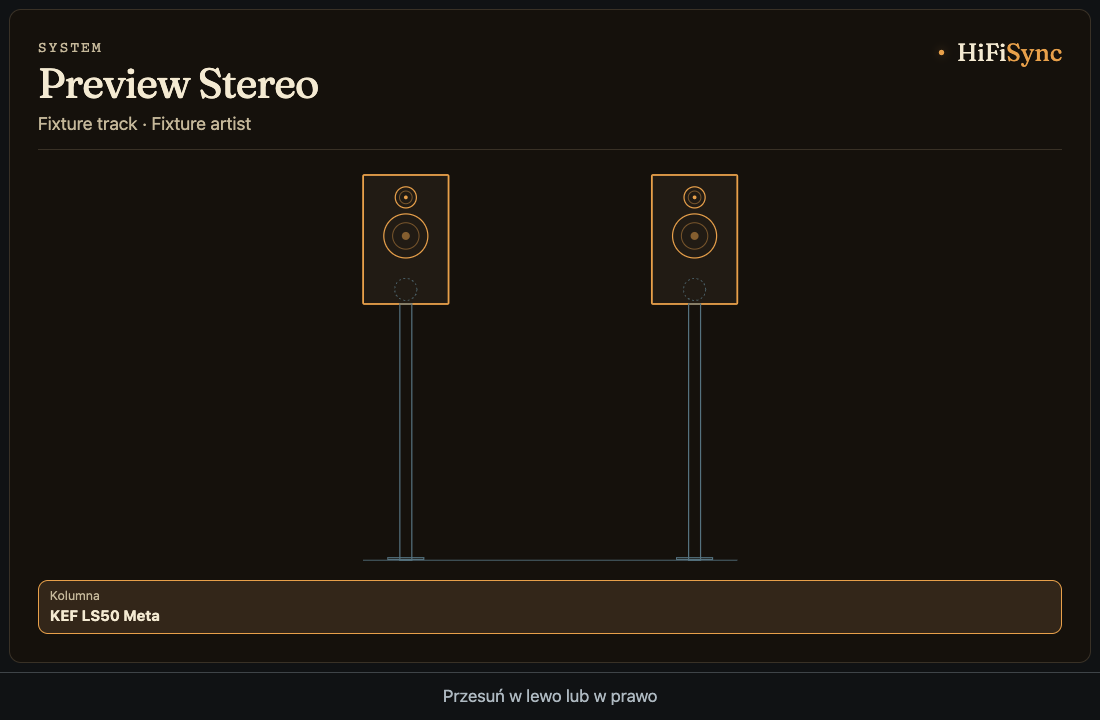 SYSTEM
HiFiSync
Preview Stereo
Fixture track · Fixture artist
Kolumna
KEF LS50 Meta
Przesuń w lewo lub w prawo